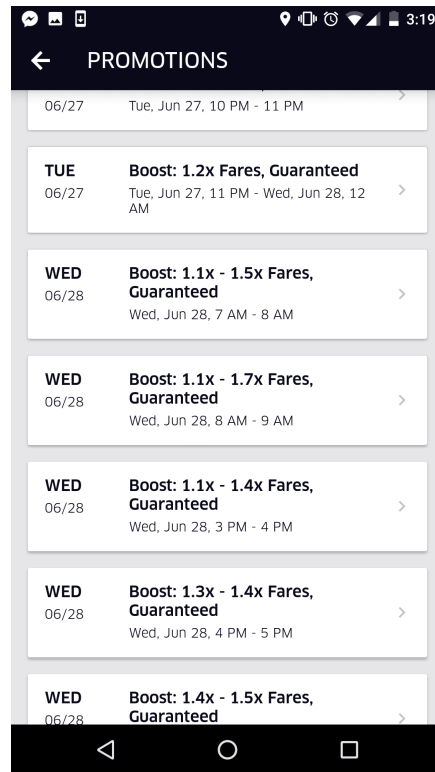 3:19
PROMOTIONS
06/27
Tue, Jun 27, 10 PM - 11 PM
TUE
Boost: 1.2x Fares, Guaranteed
06/27
Tue, Jun 27, 11 PM - Wed, Jun 28, 12
AM
WED
Boost: 1.1x - 1.5x Fares,
Guaranteed
06/28
Wed, Jun 28, 7 AM - 8 AM
WED
Boost: 1.1x - 1.7x Fares,
Guaranteed
06/28
Wed, Jun 28, 8 AM - 9 AM
WED
Boost: 1.1x - 1.4x Fares,
Guaranteed
06/28
Wed, Jun 28, 3 PM - 4 PM
WED
Boost: 1.3x - 1.4x Fares,
Guaranteed
06/28
Wed, Jun 28, 4 PM - 5 PM
WED
Boost: 1.4x - 1.5x Fares,
Guaranteed
06/28